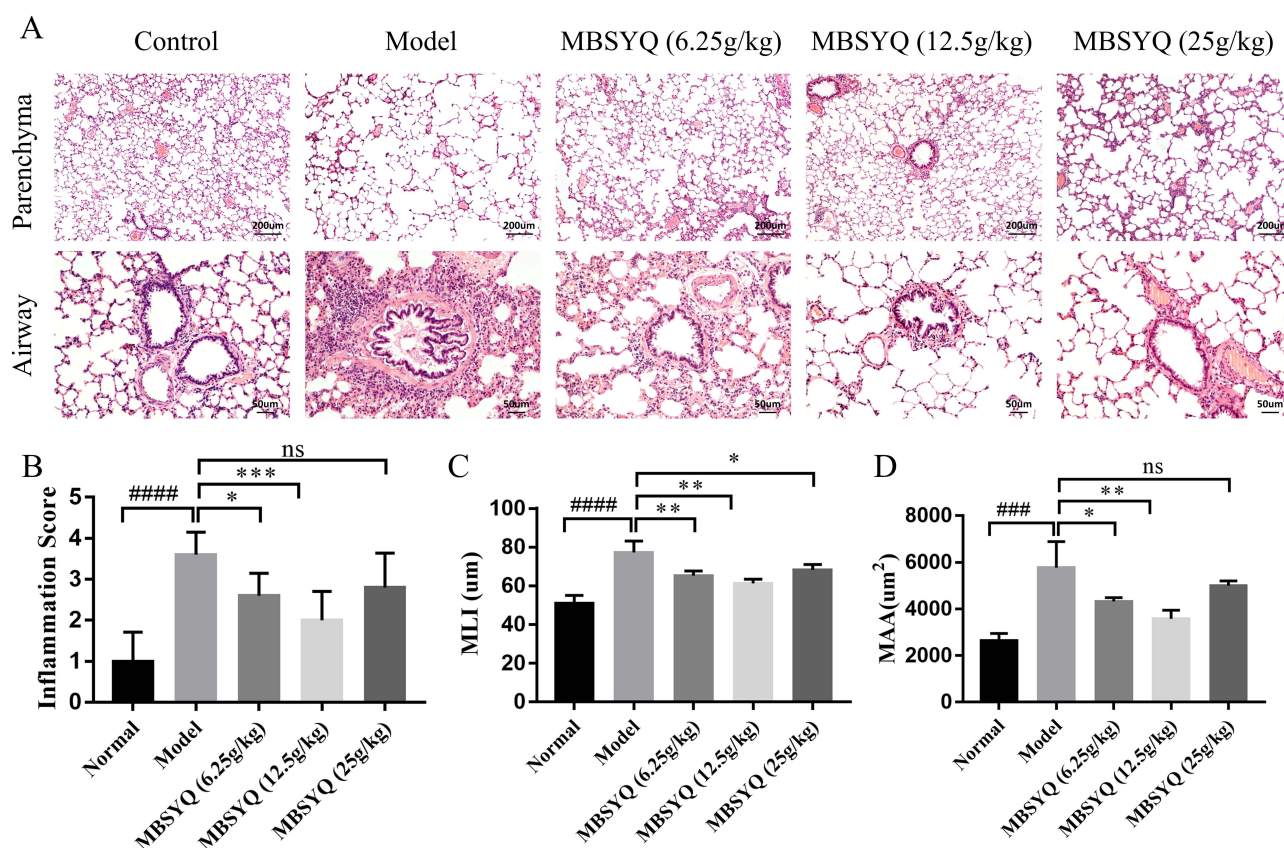 A
Control Model MBSYQ (6.25g/kg) MBSYQ (12.5g/kg) MBSYQ (25g/kg)
Parenchyma
200um 200um 200um 200um 200um
Airway
50um 50um 50um 50um 50um
B
ns
***
#### *
Inflammation Score
5
4
3
2
1
0
Normal
Model
MBSYQ (6.25g/kg)
MBSYQ (12.5g/kg)
MBSYQ (25g/kg)
C
*
**
#### **
MLI (um)
100
80
60
40
20
0
Normal
Model
MBSYQ (6.25g/kg)
MBSYQ (12.5g/kg)
MBSYQ (25g/kg)
D
ns
**
### *
MAA(um²)
8000
6000
4000
2000
0
Normal
Model
MBSYQ (6.25g/kg)
MBSYQ (12.5g/kg)
MBSYQ (25g/kg)